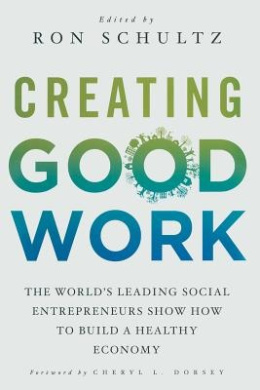 Edited by
RON SCHULTZ
CREATING
GOOD
WORK
THE WORLD'S LEADING SOCIAL
ENTREPRENEURS SHOW HOW
TO BUILD A HEALTHY
ECONOMY
Foreword by CHERYL L. DORSEY